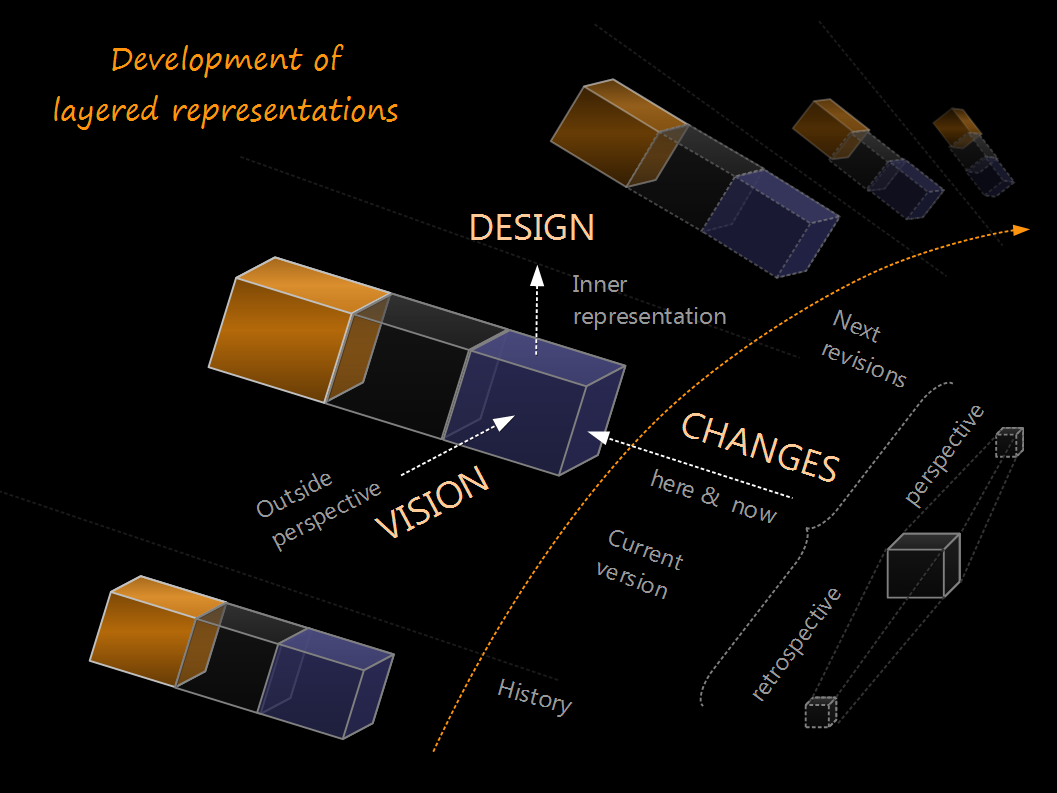 Development of
layered representations
DESIGN
Inner
representation
Next
revisions
CHANGES
here & now
perspective
Outside
perspective
VISION
Current
version
retrospective
History